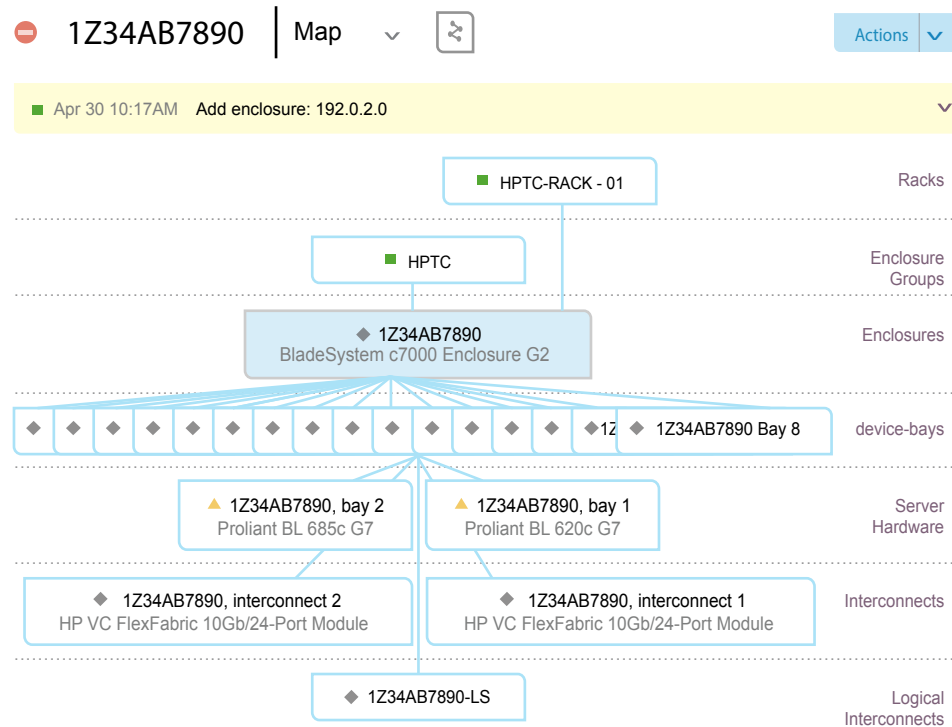 1Z34AB7890 Map
Actions
Apr 30 10:17AM Add enclosure: 192.0.2.0
HPTC-RACK - 01
Racks
HPTC
Enclosure
Groups
1Z34AB7890
BladeSystem c7000 Enclosure G2
Enclosures
1Z
1Z34AB7890 Bay 8
device-bays
1Z34AB7890, bay 2
Proliant BL 685c G7
1Z34AB7890, bay 1
Proliant BL 620c G7
Server
Hardware
1Z34AB7890, interconnect 2
HP VC FlexFabric 10Gb/24-Port Module
1Z34AB7890, interconnect 1
HP VC FlexFabric 10Gb/24-Port Module
Interconnects
1Z34AB7890-LS
Logical
Interconnects